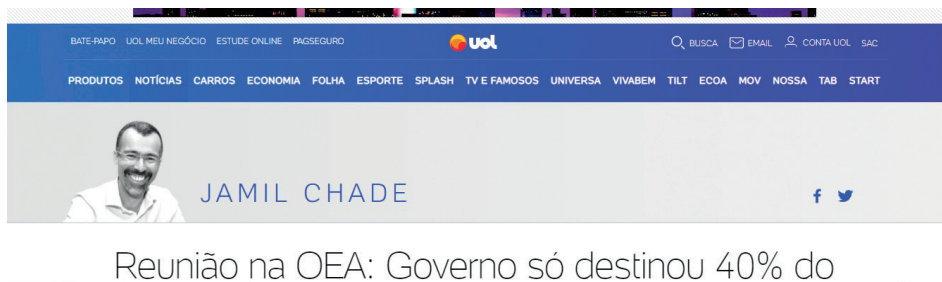 BATE-PAPO UOL MEU NEGÓCIO ESTUDE ONLINE PAGSEGURO uol BUSCA EMAIL CONTA UOL SAC
PRODUTOS NOTÍCIAS CARROS ECONOMIA FOLHA ESPORTE SPLASH TV E FAMOSOS UNIVERSA VIVABEM TILT ECOA MOV NOSSA TAB START
JAMIL CHADE f
Reunião na OEA: Governo só destinou 40% do